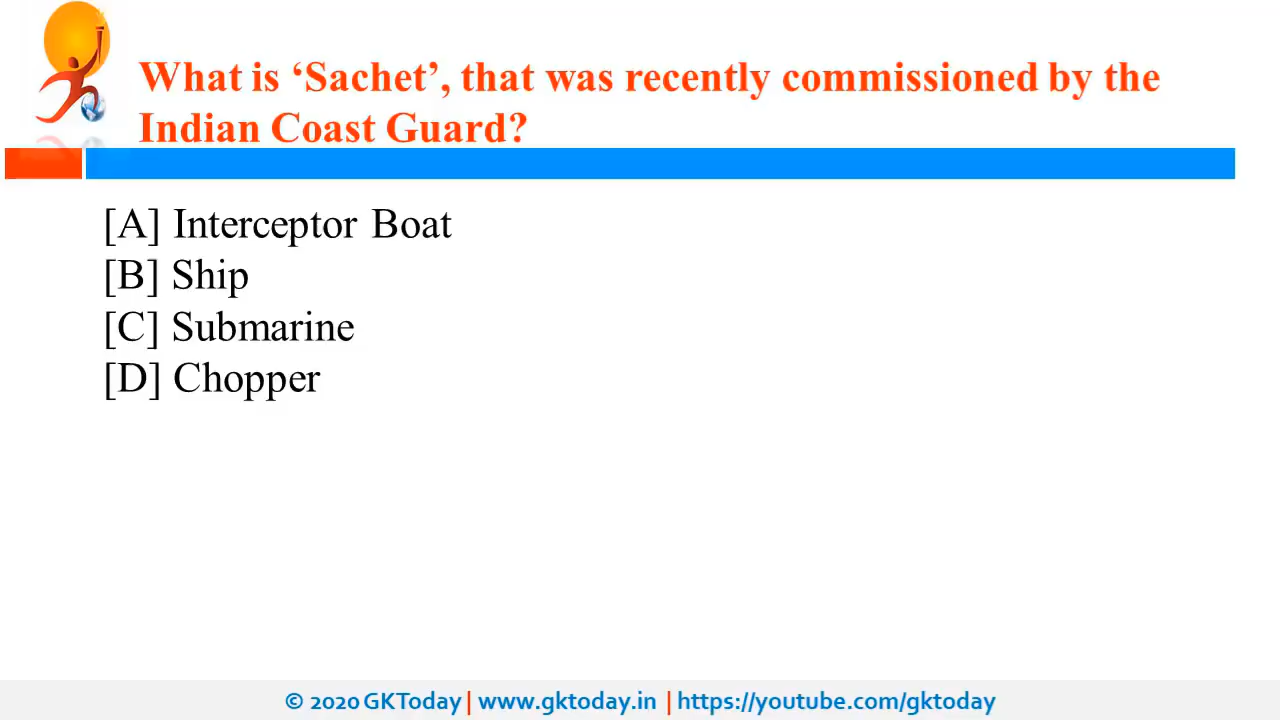 What is ‘Sachet’, that was recently commissioned by the
Indian Coast Guard?
[A] Interceptor Boat
[B] Ship
[C] Submarine
[D] Chopper
© 2020 GKToday | www.gktoday.in | https://youtube.com/gktoday